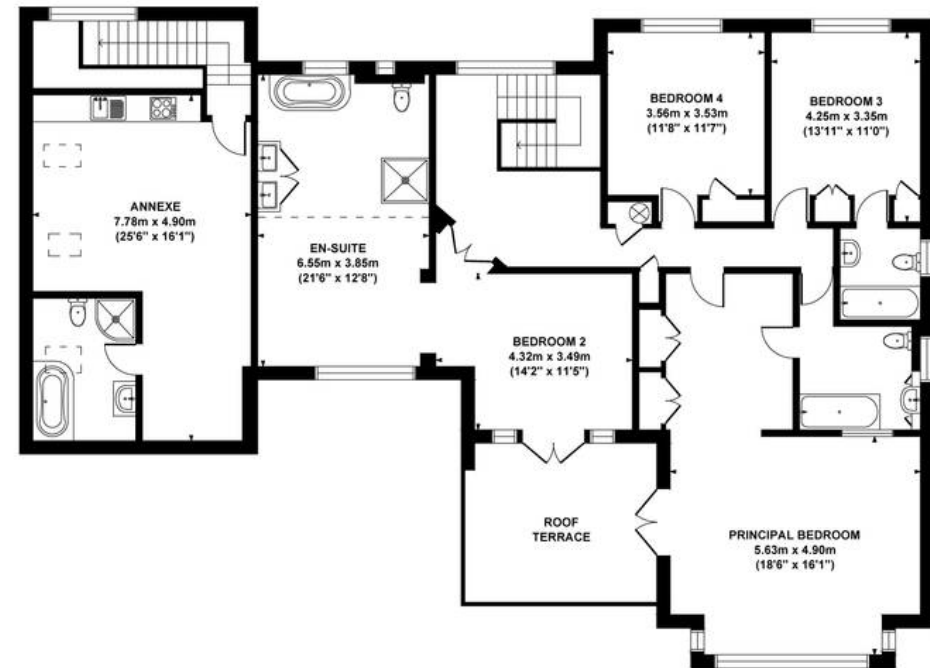 BEDROOM 4
3.56m x 3.53m
(11'8" x 11'7")
BEDROOM 3
4.25m x 3.35m
(13'11" x 11'0")
ANNEXE
7.78m x 4.90m
(25'6" x 16'1")
EN-SUITE
6.55m x 3.85m
(21'6" x 12'8")
BEDROOM 2
4.32m x 3.49m
(14'2" x 11'5")
ROOF
TERRACE
PRINCIPAL BEDROOM
5.63m x 4.90m
(18'6" x 16'1")